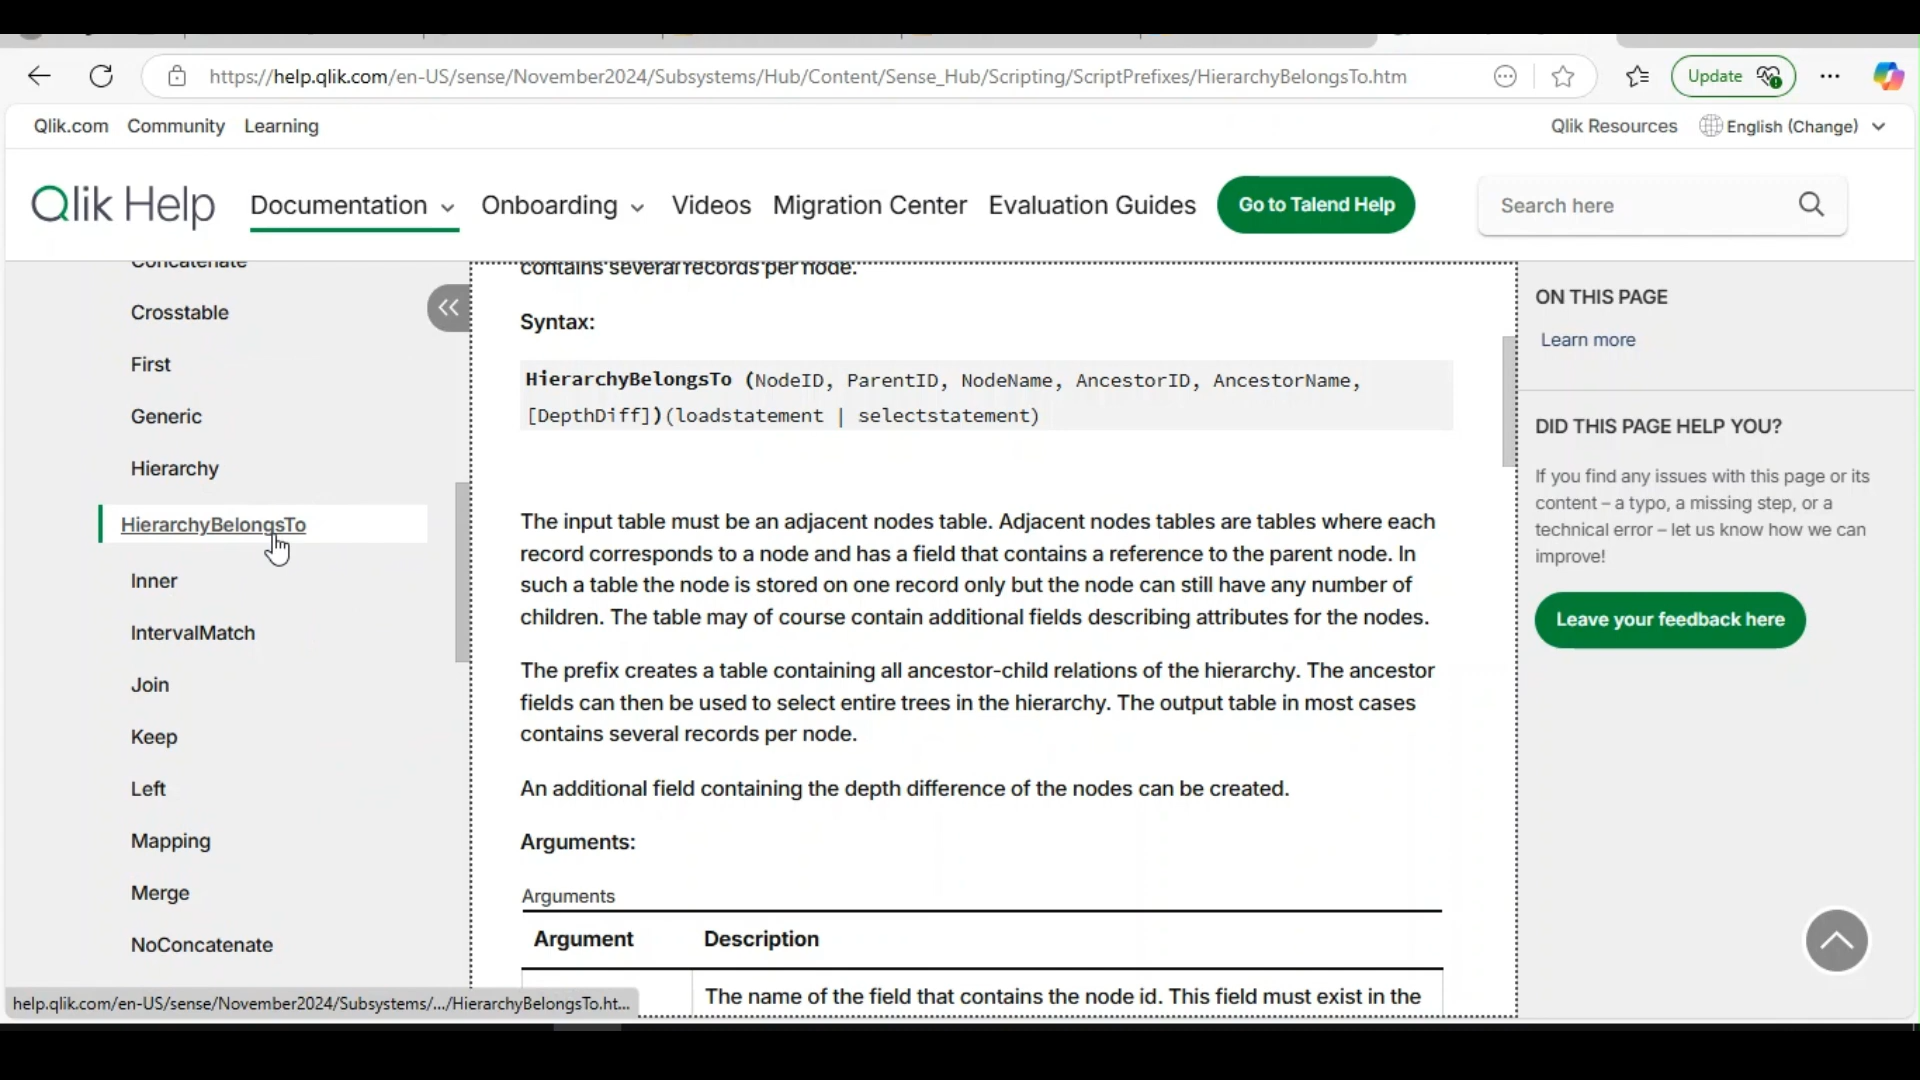 https://help.qlik.com/en-US/sense/November2024/Subsystems/Hub/Content/Sense_Hub/Scripting/ScriptPrefixes/HierarchyBelongsTo.htm
Update
Qlik.com Community Learning
Qlik Resources English (Change)
Qlik Help Documentation Onboarding Videos Migration Center Evaluation Guides Go to Talend Help Search here
Concatenate
Crosstable
First
Generic
Hierarchy
HierarchyBelongsTo
Inner
IntervalMatch
Join
Keep
Left
Mapping
Merge
NoConcatenate
help.qlik.com/en-US/sense/November2024/Subsystems/.../HierarchyBelongsTo.ht...
contains several records per node.
Syntax:
HierarchyBelongsTo (NodeID, ParentID, NodeName, AncestorID, AncestorName,
[DepthDiff])(loadstatement | selectstatement)
The input table must be an adjacent nodes table. Adjacent nodes tables are tables where each
record corresponds to a node and has a field that contains a reference to the parent node. In
such a table the node is stored on one record only but the node can still have any number of
children. The table may of course contain additional fields describing attributes for the nodes.
The prefix creates a table containing all ancestor-child relations of the hierarchy. The ancestor
fields can then be used to select entire trees in the hierarchy. The output table in most cases
contains several records per node.
An additional field containing the depth difference of the nodes can be created.
Arguments:
Arguments
Argument Description
The name of the field that contains the node id. This field must exist in the
ON THIS PAGE
Learn more
DID THIS PAGE HELP YOU?
If you find any issues with this page or its
content – a typo, a missing step, or a
technical error – let us know how we can
improve!
Leave your feedback here